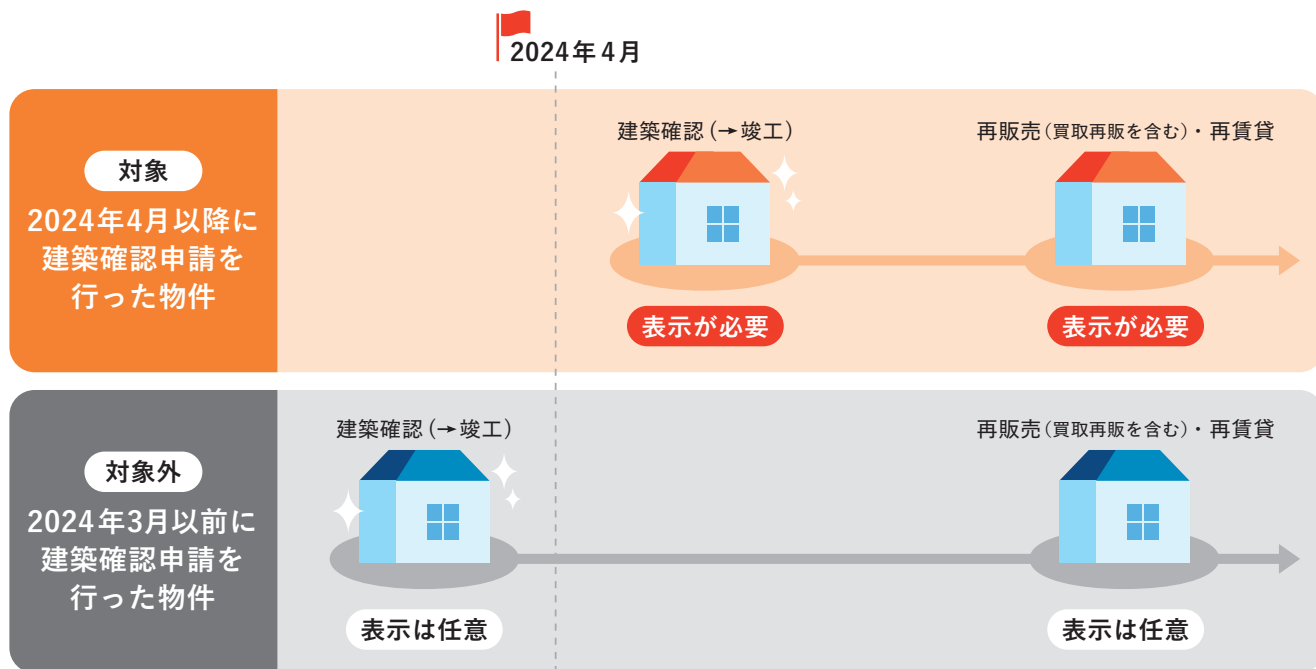 2024年4月
対象
2024年4月以降に
建築確認申請を
行った物件
建築確認(→竣工)
再販売(買取再販を含む)・再賃貸
表示が必要
表示が必要
対象外
2024年3月以前に
建築確認申請を
行った物件
建築確認(→竣工)
再販売(買取再販を含む)・再賃貸
表示は任意
表示は任意